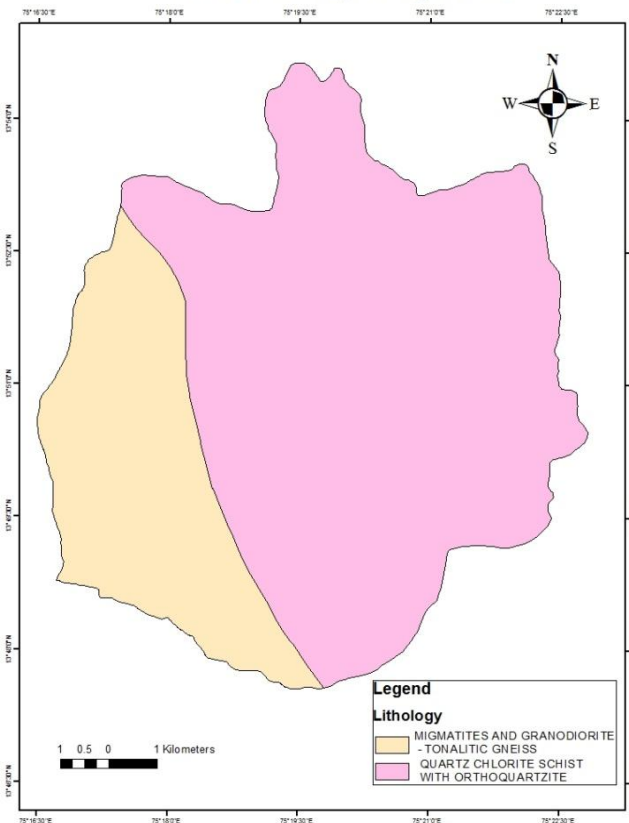 75°16'30"E 75°18'0"E 75°19'30"E 75°21'0"E 75°22'30"E
N
W E
S
Legend
Lithology
MIGMATITES AND GRANODIORITE
- TONALITIC GNEISS
QUARTZ CHLORITE SCHIST
WITH ORTHOQUARTZITE
1 0.5 0 1 Kilometers
75°16'30"E 75°18'0"E 75°19'30"E 75°21'0"E 75°22'30"E